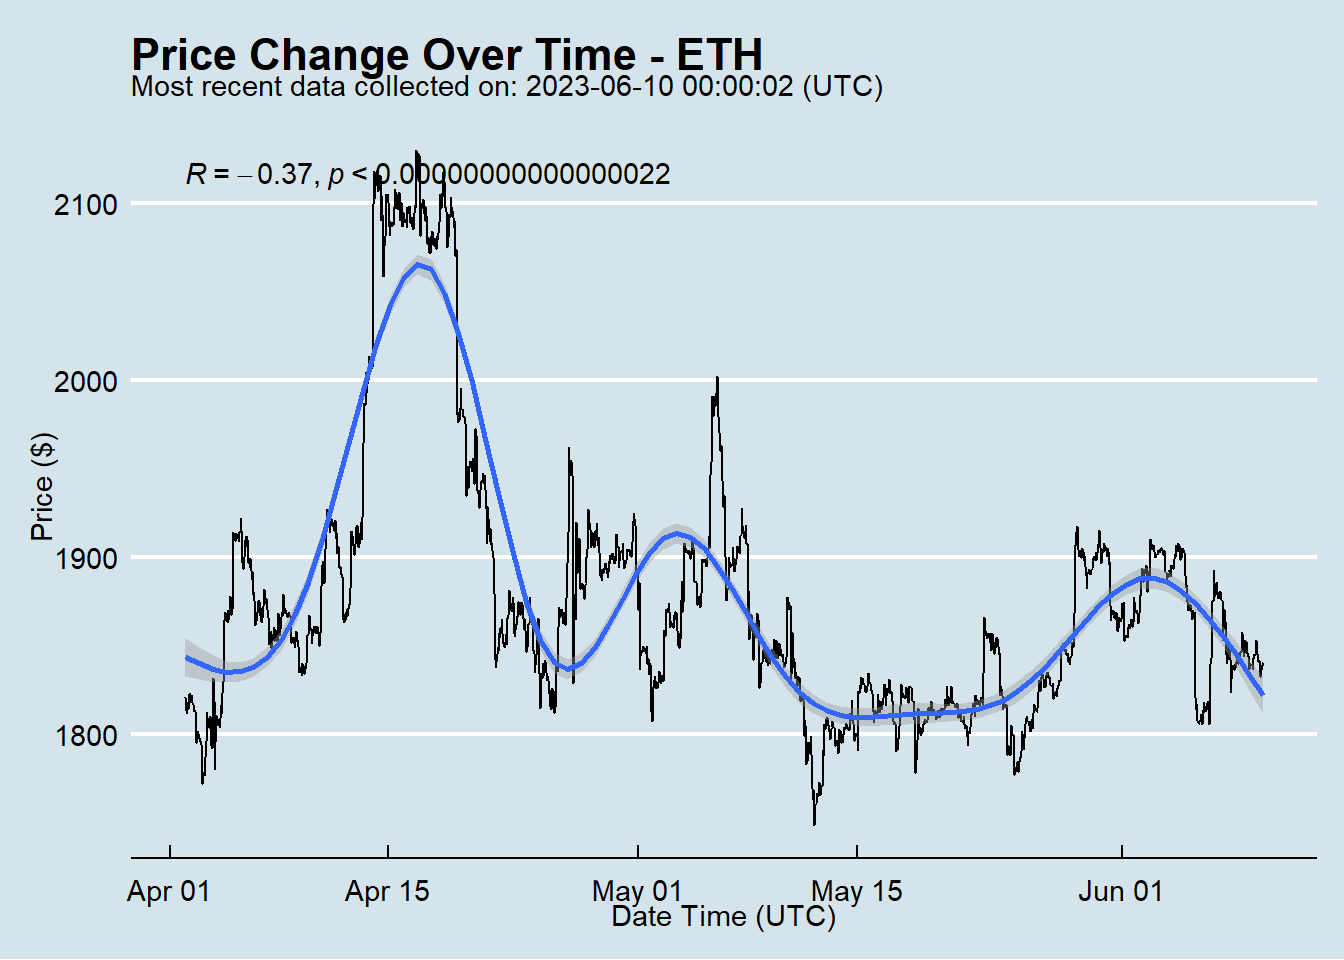 Price Change Over Time - ETH
Most recent data collected on: 2023-06-10 00:00:02 (UTC)
R = −0.37, p < 0.00000000000000022
2100
2000
1900
1800
Price ($)
Apr 01 Apr 15 May 01 May 15 Jun 01
Date Time (UTC)